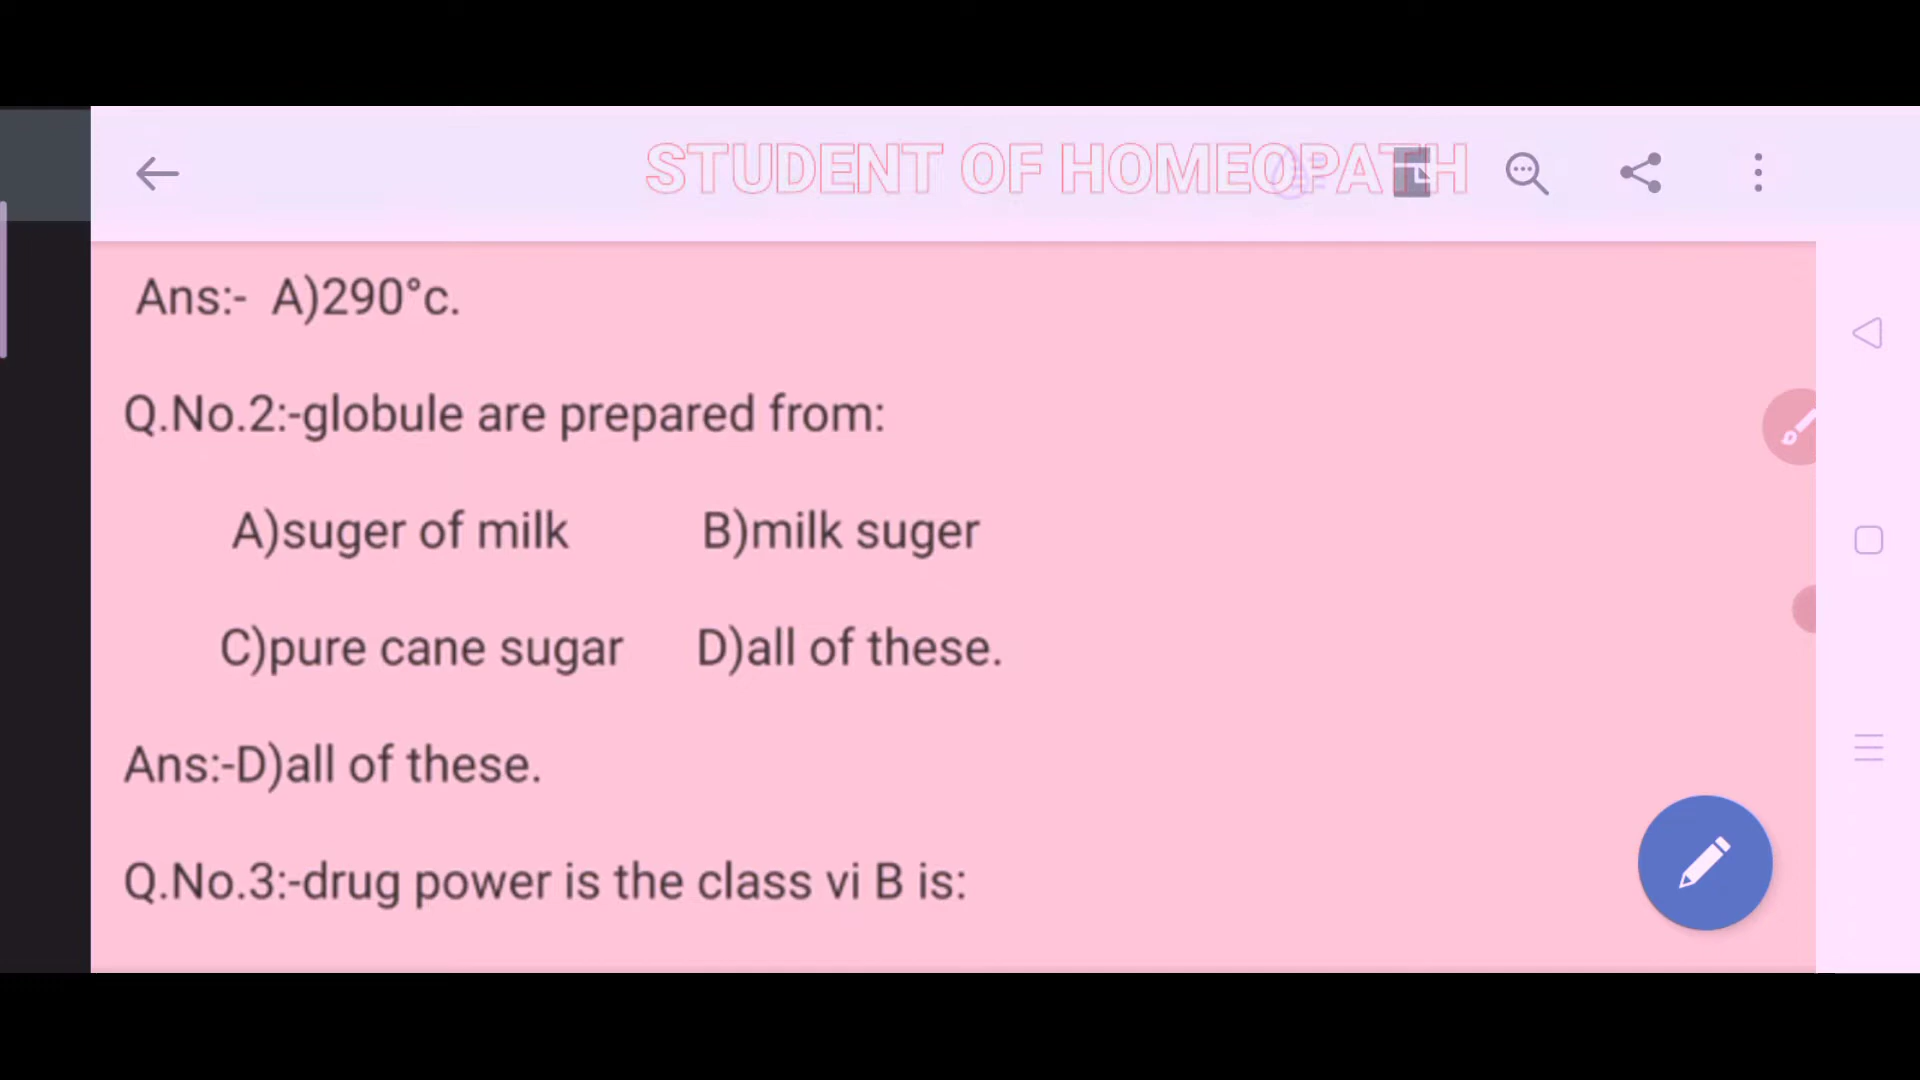 STUDENT OF HOMEOPATH
Ans:- A)290°c.
Q.No.2:-globule are prepared from:
A)suger of milk B)milk suger
C)pure cane sugar D)all of these.
Ans:-D)all of these.
Q.No.3:-drug power is the class vi B is: